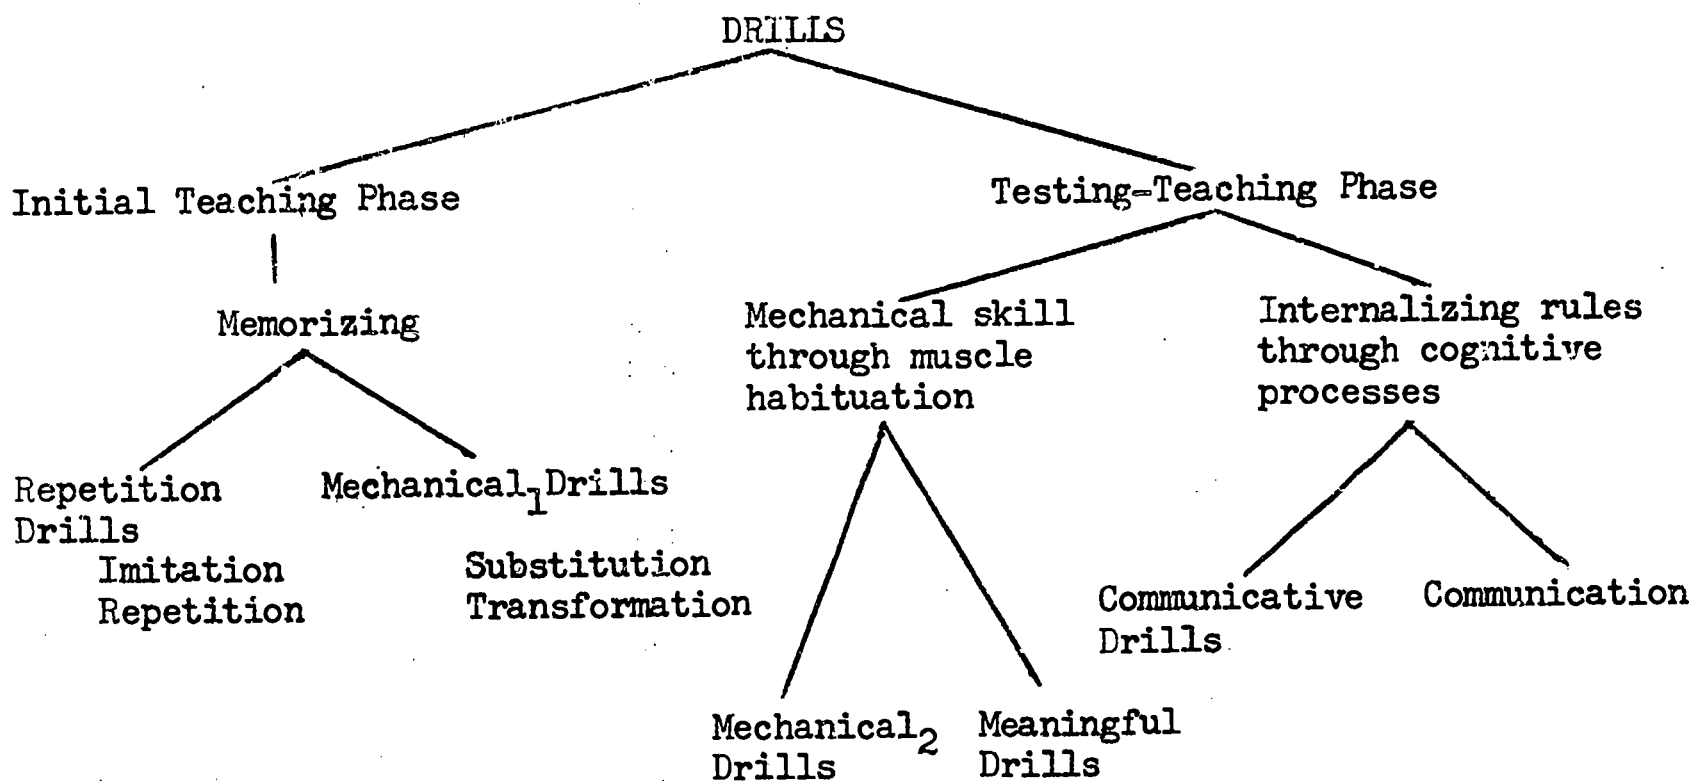 DRILLS
Initial Teaching Phase
Testing-Teaching Phase
Memorizing
Mechanical skill
through muscle
habituation
Internalizing rules
through cognitive
processes
Repetition
Drills
Imitation
Repetition
Mechanical₁ Drills
Substitution
Transformation
Mechanical₂
Drills
Meaningful
Drills
Communicative
Drills
Communication